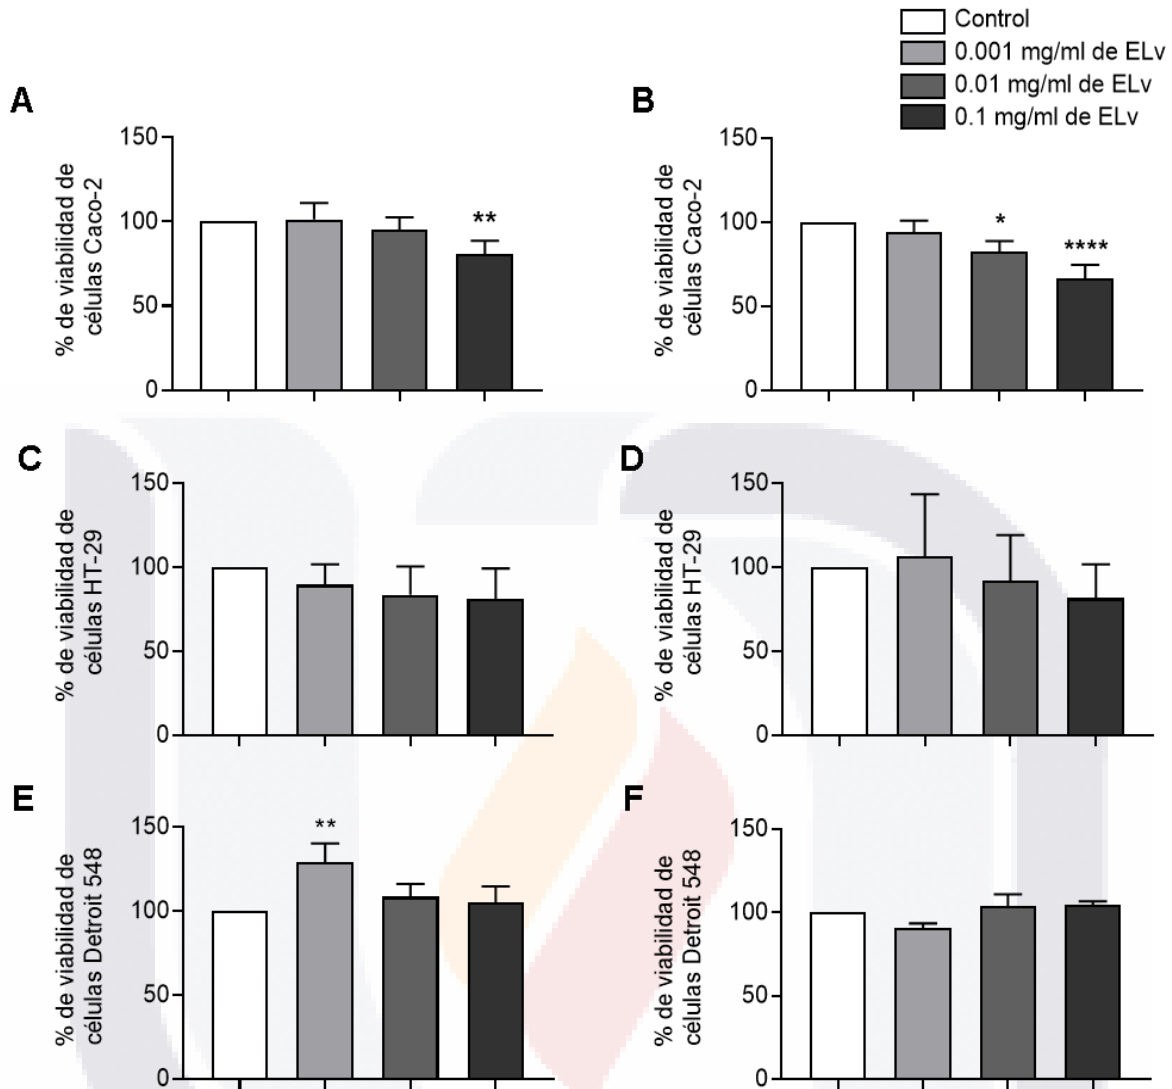 Control
0.001 mg/ml de ELv
0.01 mg/ml de ELv
0.1 mg/ml de ELv
A
% de viabilidad de
células Caco-2
150
100
50
0
**
B
% de viabilidad de
células Caco-2
150
100
50
0
*
****
C
% de viabilidad de
células HT-29
150
100
50
0
D
% de viabilidad de
células HT-29
150
100
50
0
E
% de viabilidad de
células Detroit 548
150
100
50
0
**
F
% de viabilidad de
células Detroit 548
150
100
50
0